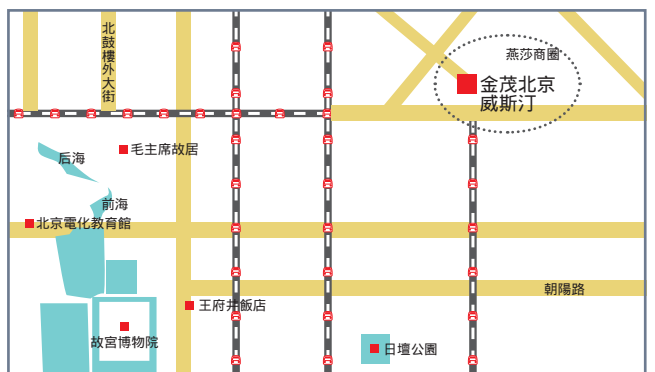 北鼓樓外大街
燕莎商圈
金茂北京
威斯汀
毛主席故居
后海
前海
北京電化教育館
朝陽路
王府井飯店
故宮博物院
日壇公園